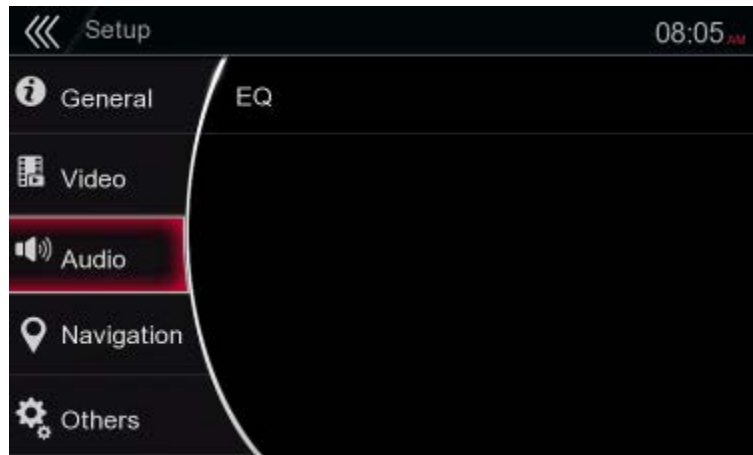 Setup
08:05 AM
General
EQ
Video
Audio
Navigation
Others